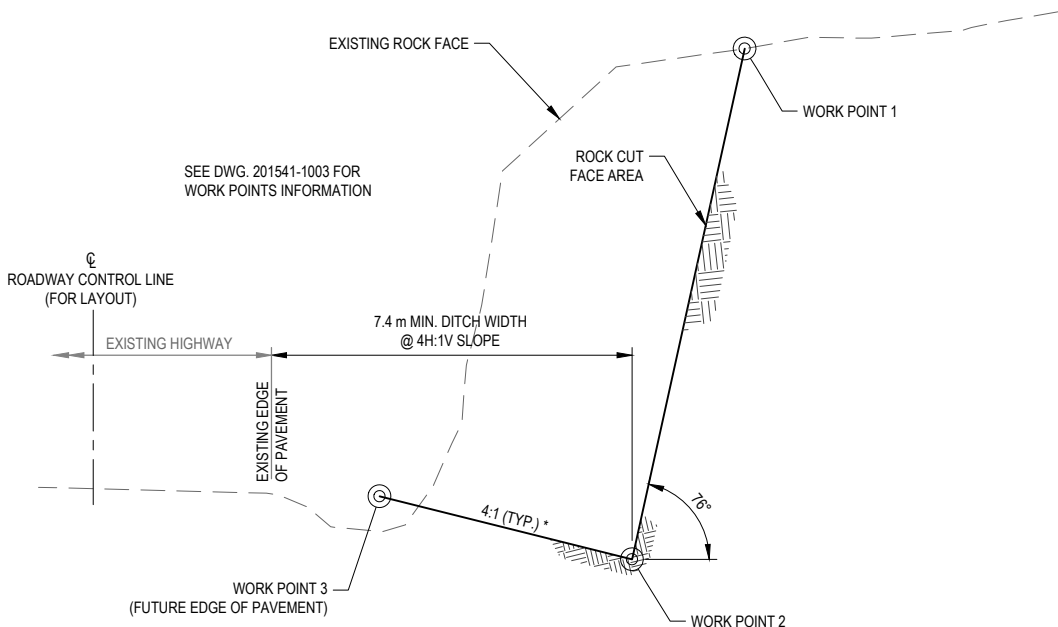 EXISTING ROCK FACE
WORK POINT 1
ROCK CUT
FACE AREA
SEE DWG. 201541-1003 FOR
WORK POINTS INFORMATION
℄
ROADWAY CONTROL LINE
(FOR LAYOUT)
7.4 m MIN. DITCH WIDTH
@ 4H:1V SLOPE
EXISTING HIGHWAY
EXISTING EDGE
OF PAVEMENT
76°
4:1 (TYP.) *
WORK POINT 3
(FUTURE EDGE OF PAVEMENT)
WORK POINT 2